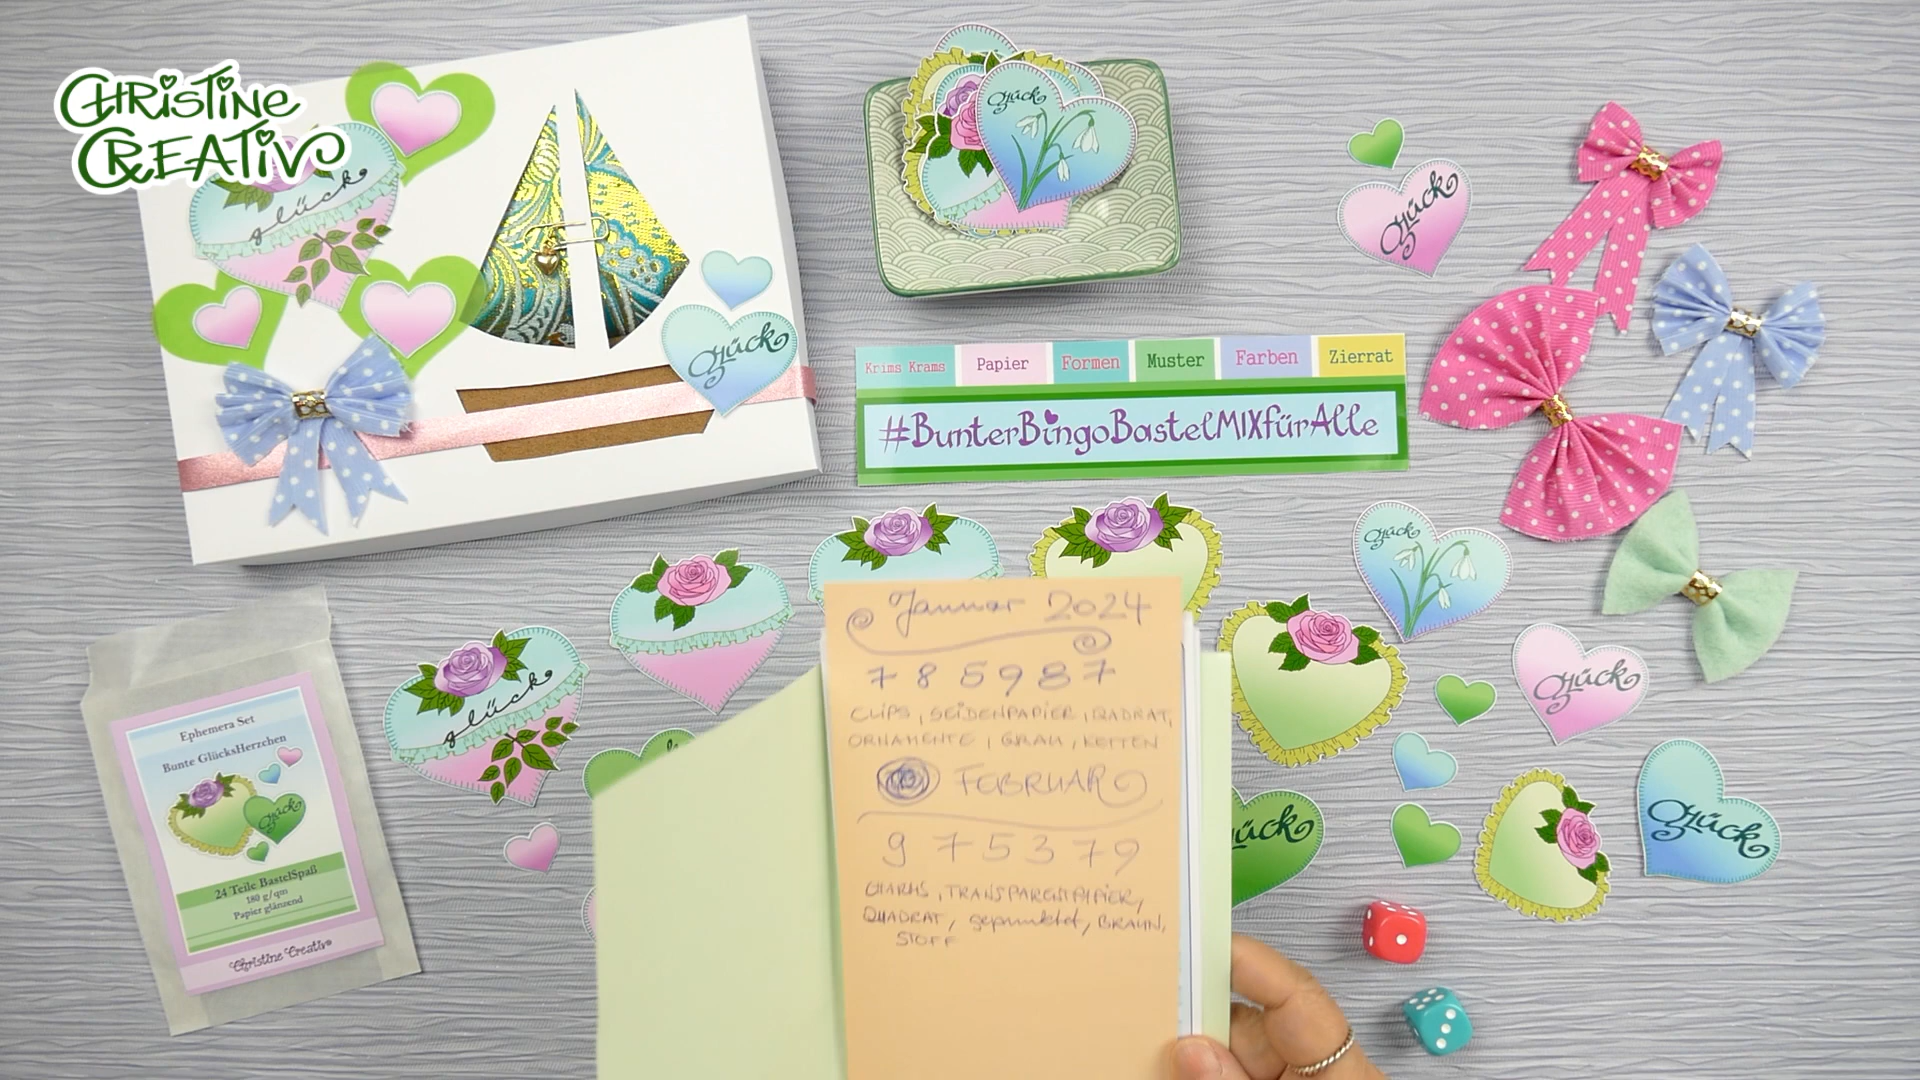 CHRiSTiNE
CREATiV
glück
Glück
Glück
Glück
Krims Krams
Papier
Formen
Muster
Farben
Zierrat
#BunterBingoBastelMIXfürAlle
Glück
glück
Glück
Glück
Ephemera Set
Bunte GlücksHerzchen
Glück
24 Teile BastelSpaß
180 g/qm
Papier glänzend
Christine Creativ
Januar 2024
7 8 5 9 8 7
CLIPS, SEIDENPAPIER, QADRAT,
ORNAMENTE, GRAU, KETTEN
FEBRUAR
9 7 5 3 7 9
CHARMS, TRANSPARENTPAPIER,
QUADRAT, gepunktet, BRAUN,
STOFF